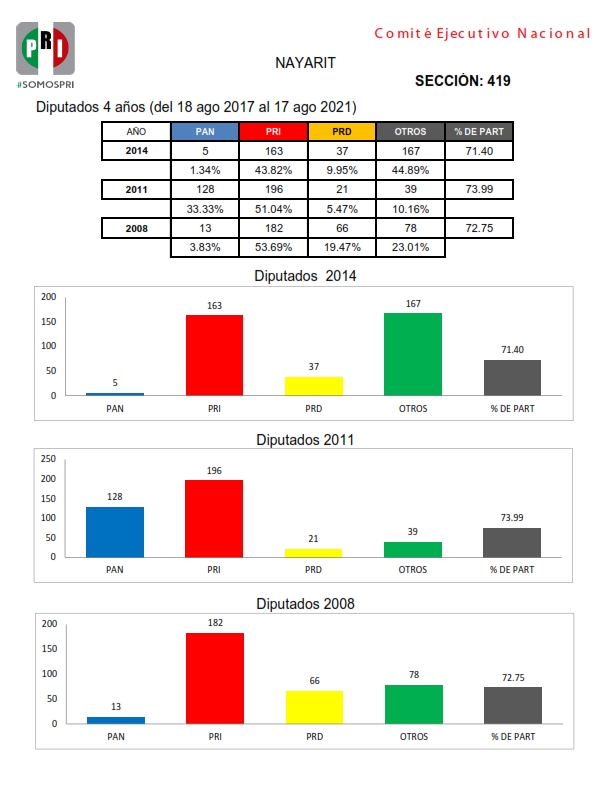 Comité Ejecutivo Nacional
PRI
#SOMOSPRI
NAYARIT
SECCIÓN: 419
Diputados 4 años (del 18 ago 2017 al 17 ago 2021)
AÑO PAN PRI PRD OTROS % DE PART
2014 5 163 37 167 71.40
1.34% 43.82% 9.95% 44.89%
2011 128 196 21 39 73.99
33.33% 51.04% 5.47% 10.16%
2008 13 182 66 78 72.75
3.83% 53.69% 19.47% 23.01%
Diputados 2014
200
150
100
50
0
5 163 37 167 71.40
PAN PRI PRD OTROS % DE PART
Diputados 2011
250
200
150
100
50
0
128 196 21 39 73.99
PAN PRI PRD OTROS % DE PART
Diputados 2008
200
150
100
50
0
13 182 66 78 72.75
PAN PRI PRD OTROS % DE PART